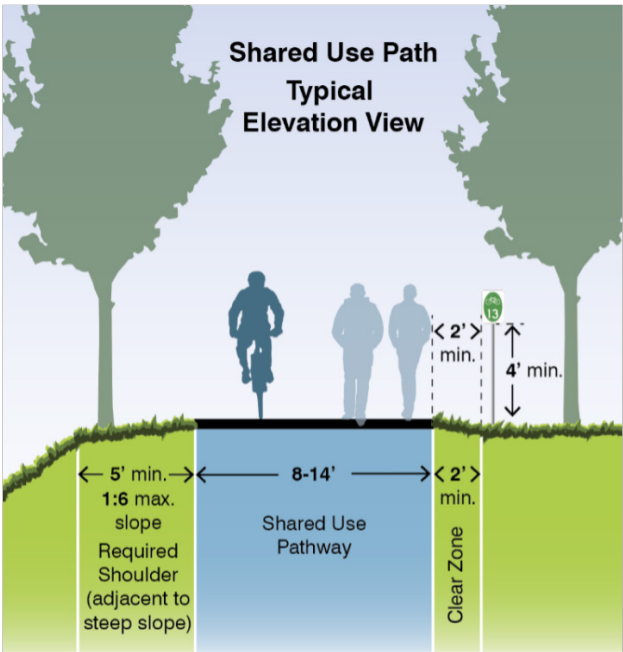 Shared Use Path
Typical
Elevation View
13
2'
min.
4' min.
5' min.
1:6 max.
slope
Required
Shoulder
(adjacent to
steep slope)
8-14'
Shared Use
Pathway
2'
min.
Clear Zone